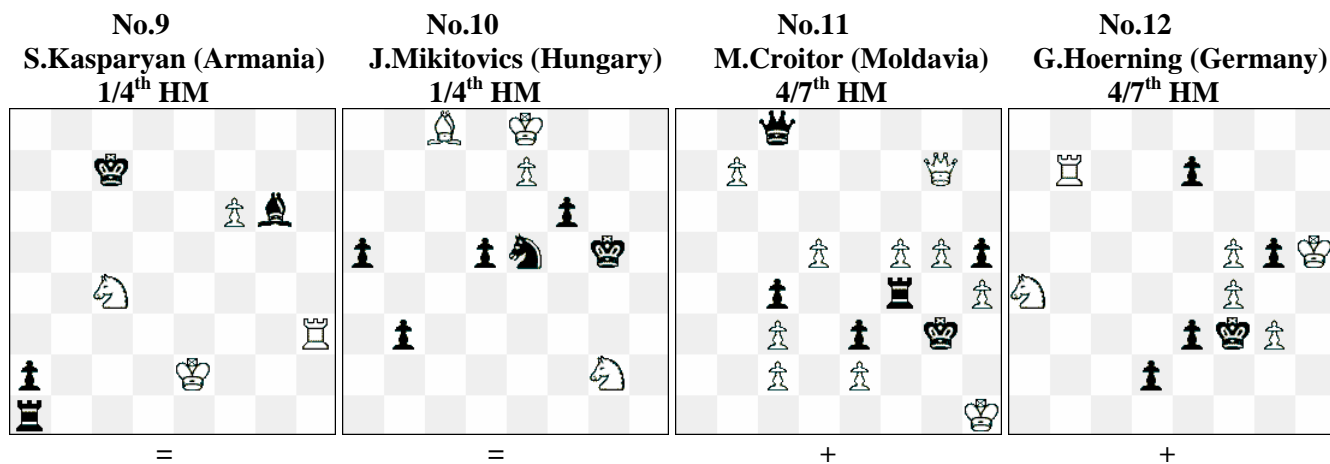 No.9 No.10 No.11 No.12
S.Kasparyan (Armania) J.Mikitovics (Hungary) M.Croitor (Moldavia) G.Hoerning (Germany)
1/4th HM 1/4th HM 4/7th HM 4/7th HM
= = + +